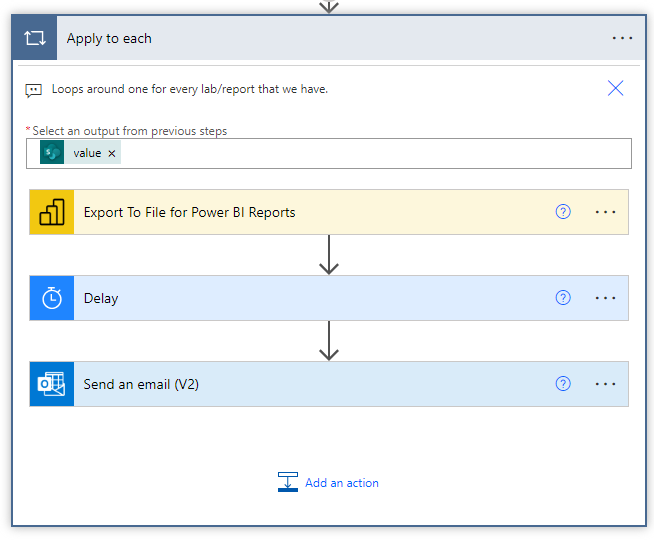 Apply to each
Loops around one for every lab/report that we have.
* Select an output from previous steps
value
Export To File for Power BI Reports
Delay
Send an email (V2)
Add an action